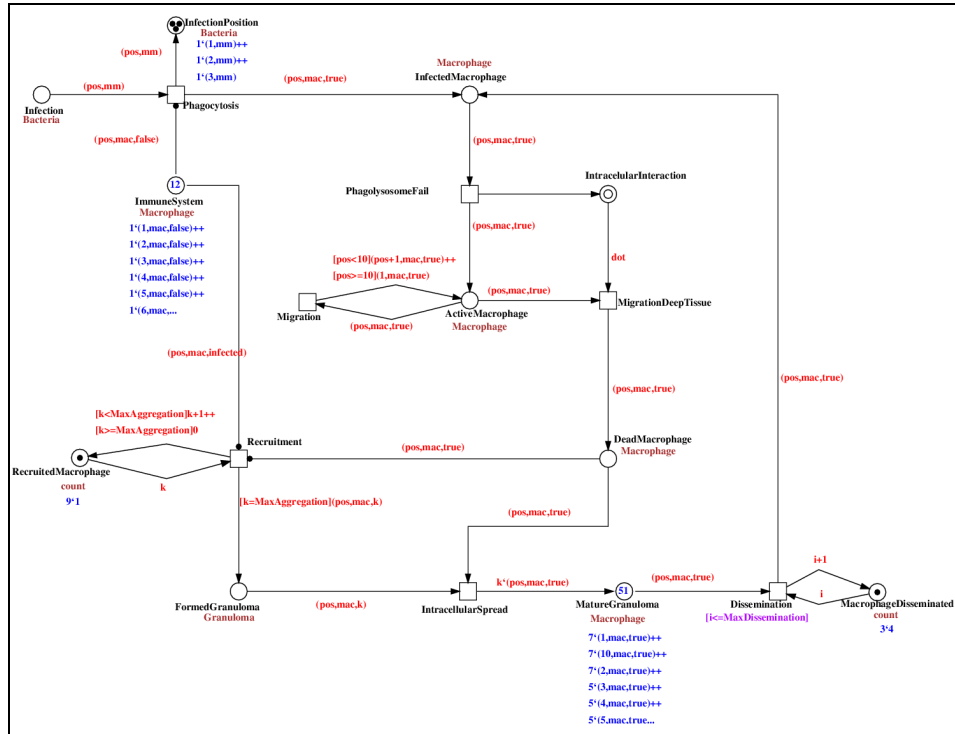 InfectionPosition
Bacteria
1‘(1,mm)++
1‘(2,mm)++
1‘(3,mm)
(pos,mm)
(pos,mm)
(pos,mac,true)
Macrophage
InfectedMacrophage
Infection
Bacteria
Phagocytosis
(pos,mac,false)
(pos,mac,true)
12
ImmuneSystem
Macrophage
1‘(1,mac,false)++
1‘(2,mac,false)++
1‘(3,mac,false)++
1‘(4,mac,false)++
1‘(5,mac,false)++
1‘(6,mac,...
PhagolysosomeFail
IntracelularInteraction
(pos,mac,true)
dot
[pos<10](pos+1,mac,true)++
[pos>=10](1,mac,true)
(pos,mac,true)
Migration
(pos,mac,true)
ActiveMacrophage
Macrophage
MigrationDeepTissue
(pos,mac,infected)
(pos,mac,true)
(pos,mac,true)
[k<MaxAggregation]k+1++
[k>=MaxAggregation]0
Recruitment
(pos,mac,true)
DeadMacrophage
Macrophage
RecruitedMacrophage
count
9‘1
k
[k=MaxAggregation](pos,mac,k)
(pos,mac,true)
FormedGranuloma
Granuloma
(pos,mac,k)
IntracellularSpread
k‘(pos,mac,true)
51
MatureGranuloma
Macrophage
7‘(1,mac,true)++
7‘(10,mac,true)++
7‘(2,mac,true)++
5‘(3,mac,true)++
5‘(4,mac,true)++
5‘(5,mac,true...
(pos,mac,true)
Dissemination
[i<=MaxDissemination]
i+1
i
MacrophageDisseminated
count
3‘4